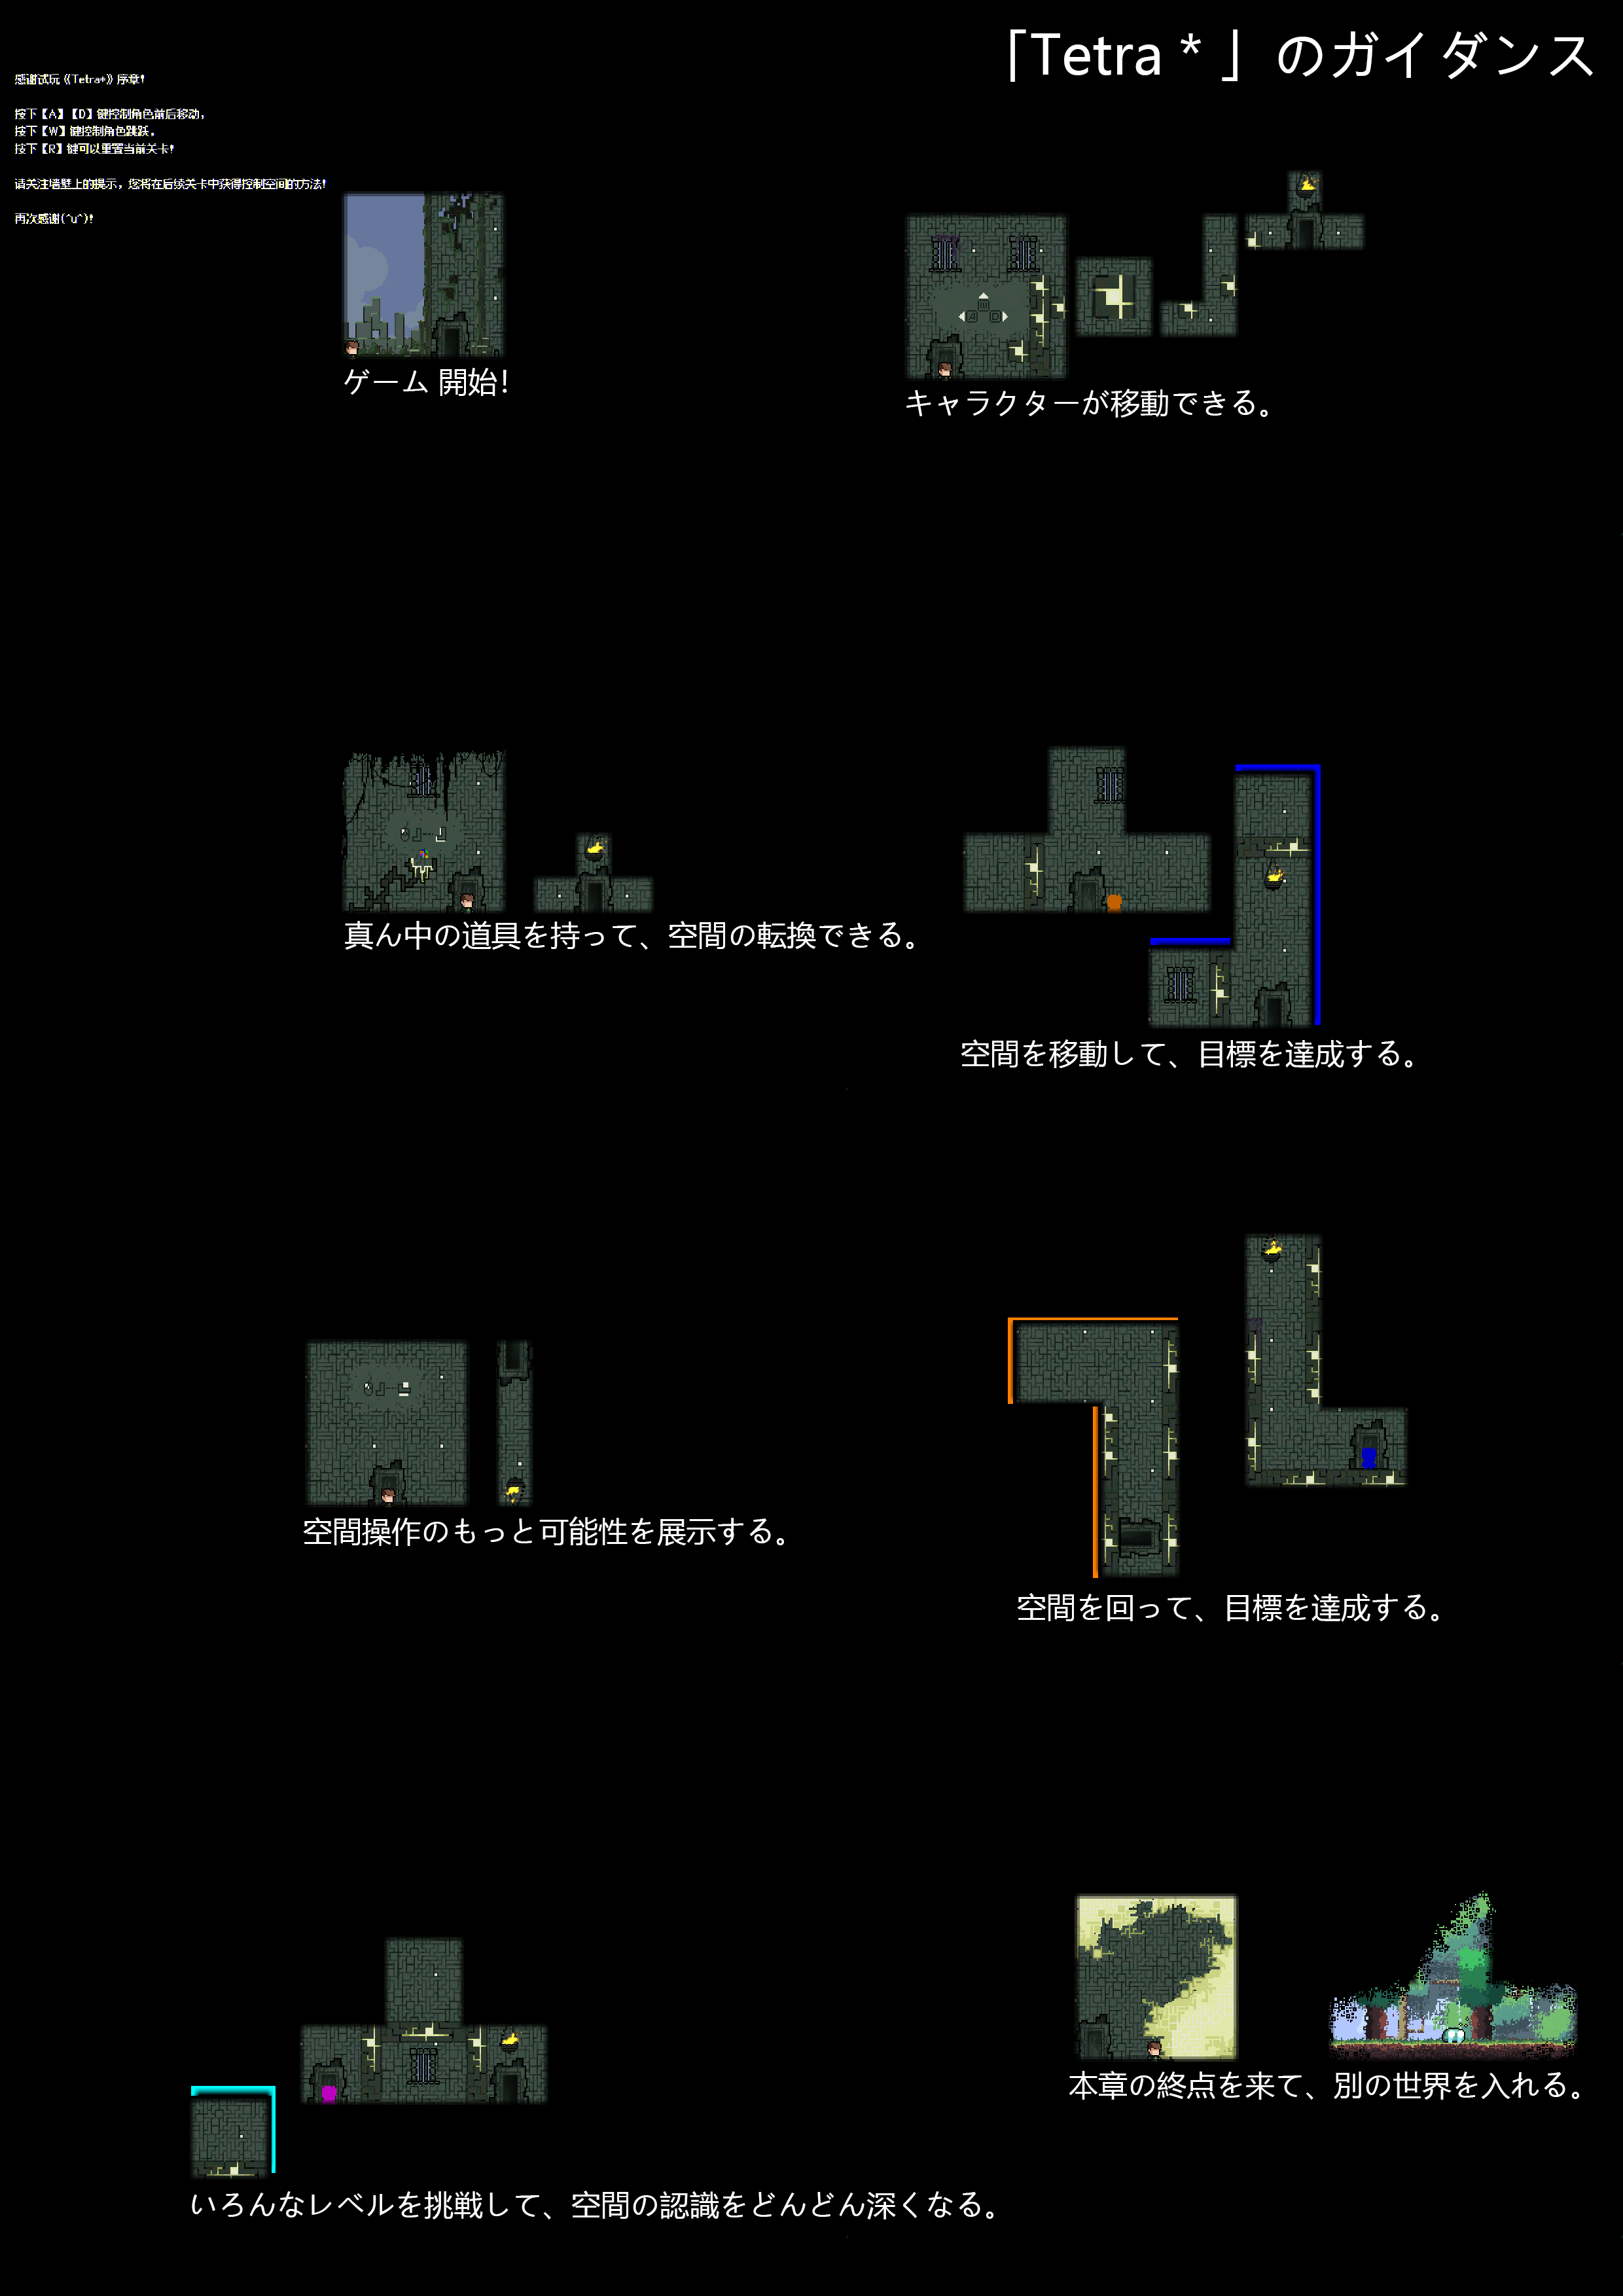 「Tetra * 」のガイダンス
感谢试玩《Tetra*》序章!
按下【A】【D】键控制角色前后移动,
按下【W】键控制角色跳跃。
按下【R】键可以重置当前关卡!
请关注墙壁上的提示，您将在后续关卡中获得控制空间的方法!
再次感谢(^u^)!
ゲーム 開始!
キャラクターが移動できる。
真ん中の道具を持って、空間の転換できる。
空間を移動して、目標を達成する。
空間操作のもっと可能性を展示する。
空間を回って、目標を達成する。
本章の終点を来て、別の世界を入れる。
いろんなレベルを挑戦して、空間の認識をどんどん深くなる。